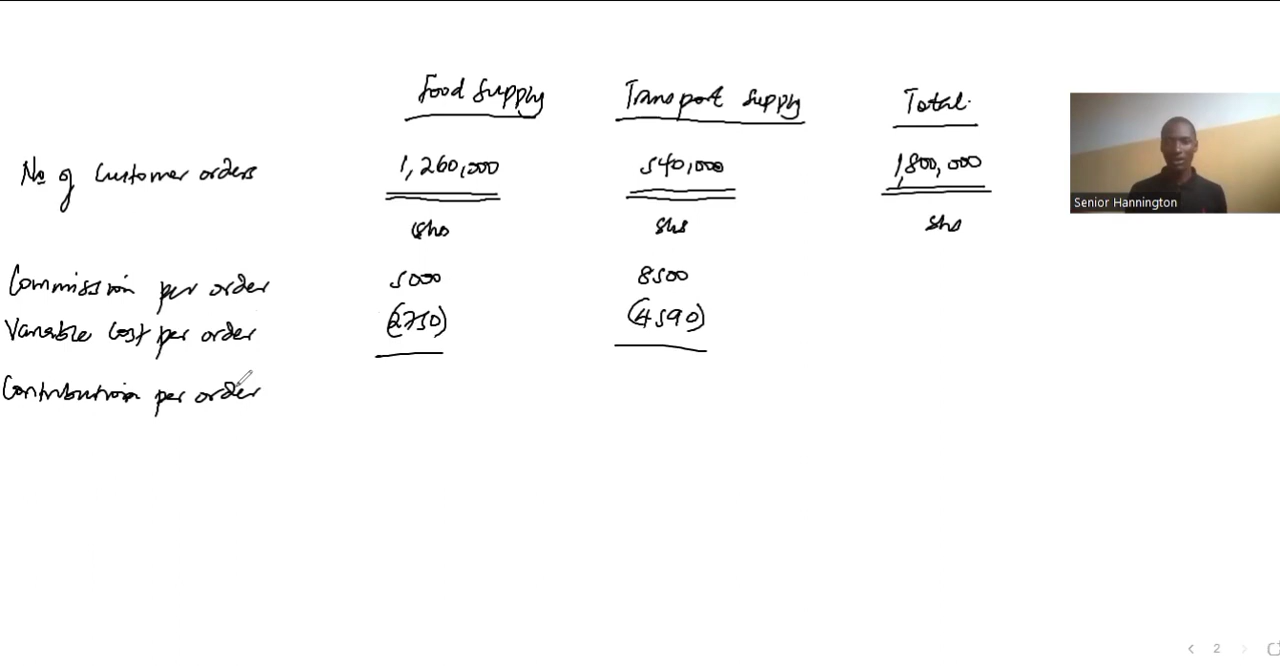 Food Supply Transport Supply Total.
No of Customer orders 1,260,000 540,000 1,800,000
shs shs shs
Commission per order 5000 8500
Variable Cost per order (2750) (4590)
Contribution per order
Senior Hannington
2